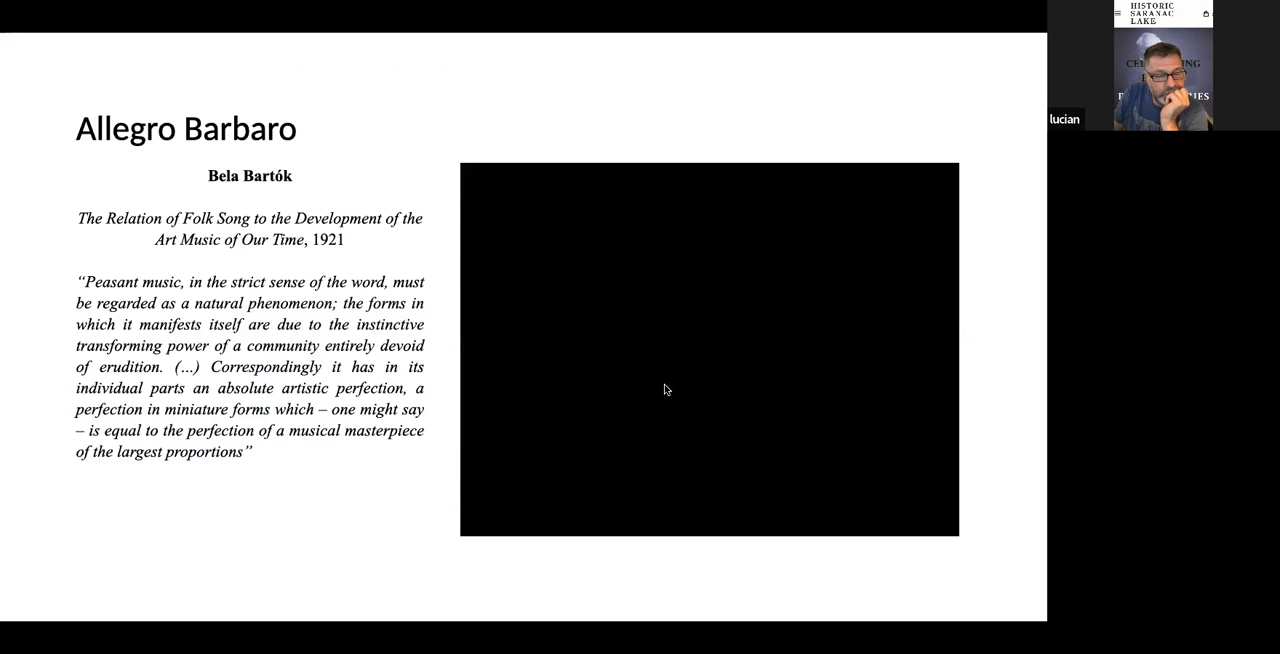 Allegro Barbaro
Bela Bartók
The Relation of Folk Song to the Development of the
Art Music of Our Time, 1921
“Peasant music, in the strict sense of the word, must
be regarded as a natural phenomenon; the forms in
which it manifests itself are due to the instinctive
transforming power of a community entirely devoid
of erudition. (...) Correspondingly it has in its
individual parts an absolute artistic perfection, a
perfection in miniature forms which – one might say
– is equal to the perfection of a musical masterpiece
of the largest proportions”
HISTORIC
SARANAC
LAKE
lucian